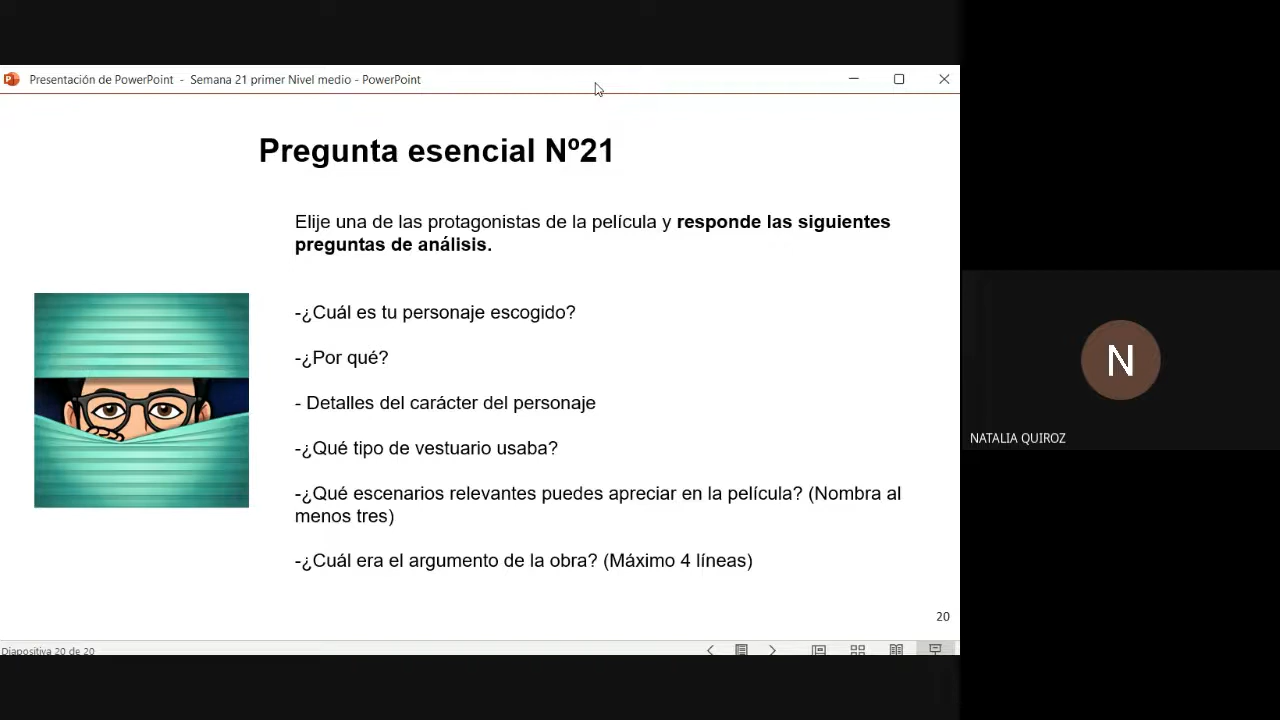 Presentación de PowerPoint - Semana 21 primer Nivel medio - PowerPoint
Pregunta esencial Nº21
Elije una de las protagonistas de la película y responde las siguientes
preguntas de análisis.
-¿Cuál es tu personaje escogido?
-¿Por qué?
- Detalles del carácter del personaje
-¿Qué tipo de vestuario usaba?
-¿Qué escenarios relevantes puedes apreciar en la película? (Nombra al
menos tres)
-¿Cuál era el argumento de la obra? (Máximo 4 líneas)
20
Diapositiva 20 de 20
N
NATALIA QUIROZ